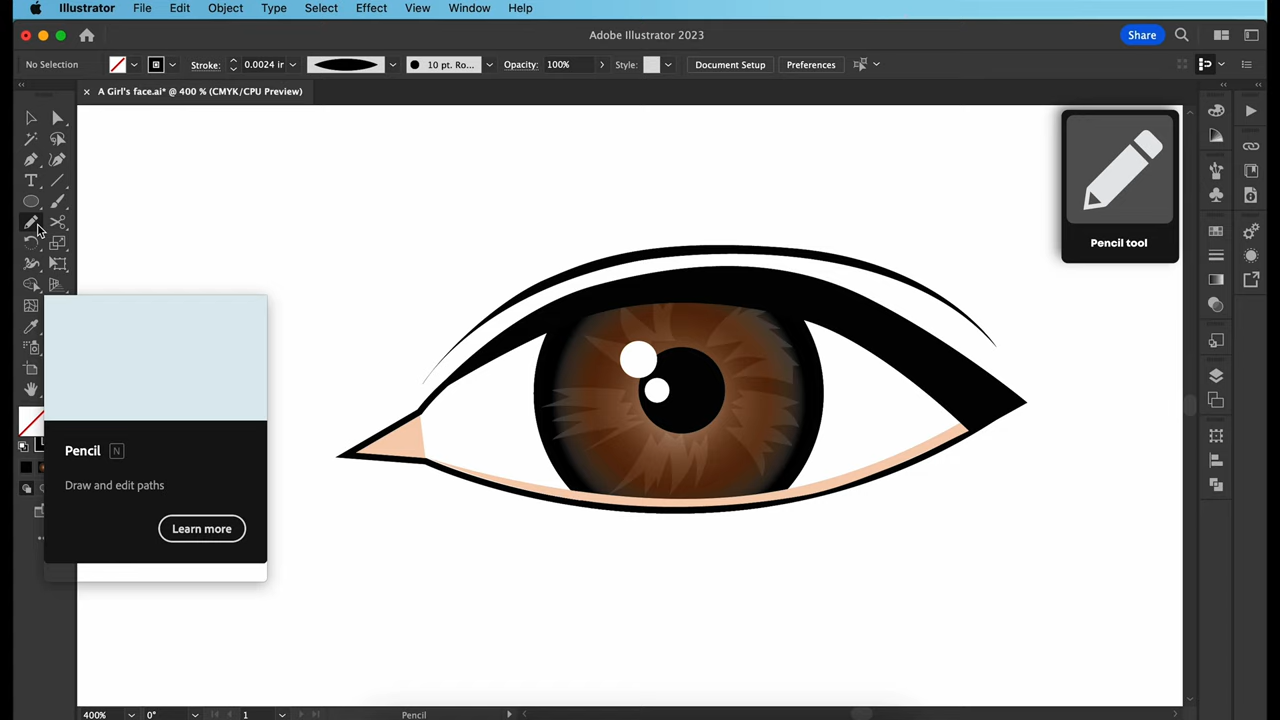 Illustrator File Edit Object Type Select Effect View Window Help
Adobe Illustrator 2023
Share
No Selection
Stroke:
0.0024 in
10 pt. Ro...
Opacity:
100%
Style:
Document Setup
Preferences
× A Girl's face.ai* @ 400 % (CMYK/CPU Preview)
Pencil tool
Pencil N
Draw and edit paths
Learn more
400%
0°
1
Pencil